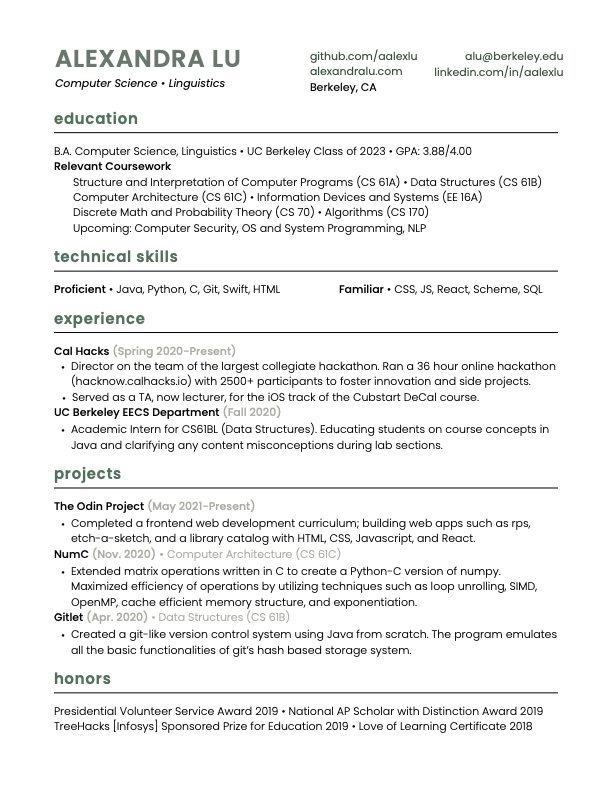 ALEXANDRA LU
Computer Science • Linguistics
github.com/aalexlu
alexandralu.com
Berkeley, CA
alu@berkeley.edu
linkedin.com/in/aalexlu
education
B.A. Computer Science, Linguistics • UC Berkeley Class of 2023 • GPA: 3.88/4.00
Relevant Coursework
Structure and Interpretation of Computer Programs (CS 61A) • Data Structures (CS 61B)
Computer Architecture (CS 61C) • Information Devices and Systems (EE 16A)
Discrete Math and Probability Theory (CS 70) • Algorithms (CS 170)
Upcoming: Computer Security, OS and System Programming, NLP
technical skills
Proficient • Java, Python, C, Git, Swift, HTML
Familiar • CSS, JS, React, Scheme, SQL
experience
Cal Hacks (Spring 2020-Present)
• Director on the team of the largest collegiate hackathon. Ran a 36 hour online hackathon
(hacknow.calhacks.io) with 2500+ participants to foster innovation and side projects.
• Served as a TA, now lecturer, for the iOS track of the Cubstart DeCal course.
UC Berkeley EECS Department (Fall 2020)
• Academic Intern for CS61BL (Data Structures). Educating students on course concepts in
Java and clarifying any content misconceptions during lab sections.
projects
The Odin Project (May 2021-Present)
• Completed a frontend web development curriculum; building web apps such as rps,
etch-a-sketch, and a library catalog with HTML, CSS, Javascript, and React.
NumC (Nov. 2020) • Computer Architecture (CS 61C)
• Extended matrix operations written in C to create a Python-C version of numpy.
Maximized efficiency of operations by utilizing techniques such as loop unrolling, SIMD,
OpenMP, cache efficient memory structure, and exponentiation.
Gitlet (Apr. 2020) • Data Structures (CS 61B)
• Created a git-like version control system using Java from scratch. The program emulates
all the basic functionalities of git's hash based storage system.
honors
Presidential Volunteer Service Award 2019 • National AP Scholar with Distinction Award 2019
TreeHacks [Infosys] Sponsored Prize for Education 2019 • Love of Learning Certificate 2018